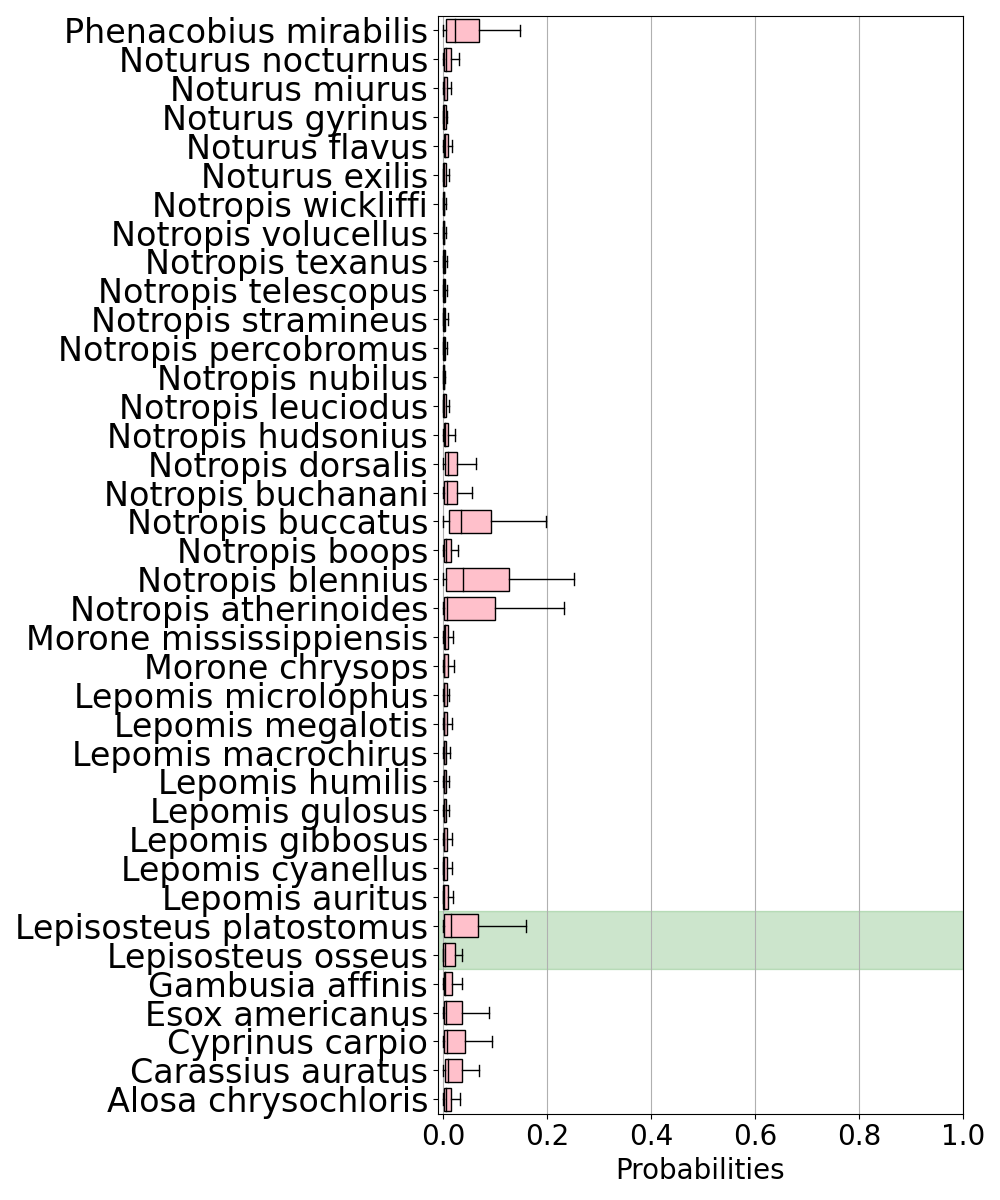 Phenacobius mirabilis
Noturus nocturnus
Noturus miurus
Noturus gyrinus
Noturus flavus
Noturus exilis
Notropis wickliffi
Notropis volucellus
Notropis texanus
Notropis telescopus
Notropis stramineus
Notropis percobromus
Notropis nubilus
Notropis leuciodus
Notropis hudsonius
Notropis dorsalis
Notropis buchanani
Notropis buccatus
Notropis boops
Notropis blennius
Notropis atherinoides
Morone mississippiensis
Morone chrysops
Lepomis microlophus
Lepomis megalotis
Lepomis macrochirus
Lepomis humilis
Lepomis gulosus
Lepomis gibbosus
Lepomis cyanellus
Lepomis auritus
Lepisosteus platostomus
Lepisosteus osseus
Gambusia affinis
Esox americanus
Cyprinus carpio
Carassius auratus
Alosa chrysochloris
0.0 0.2 0.4 0.6 0.8 1.0
Probabilities